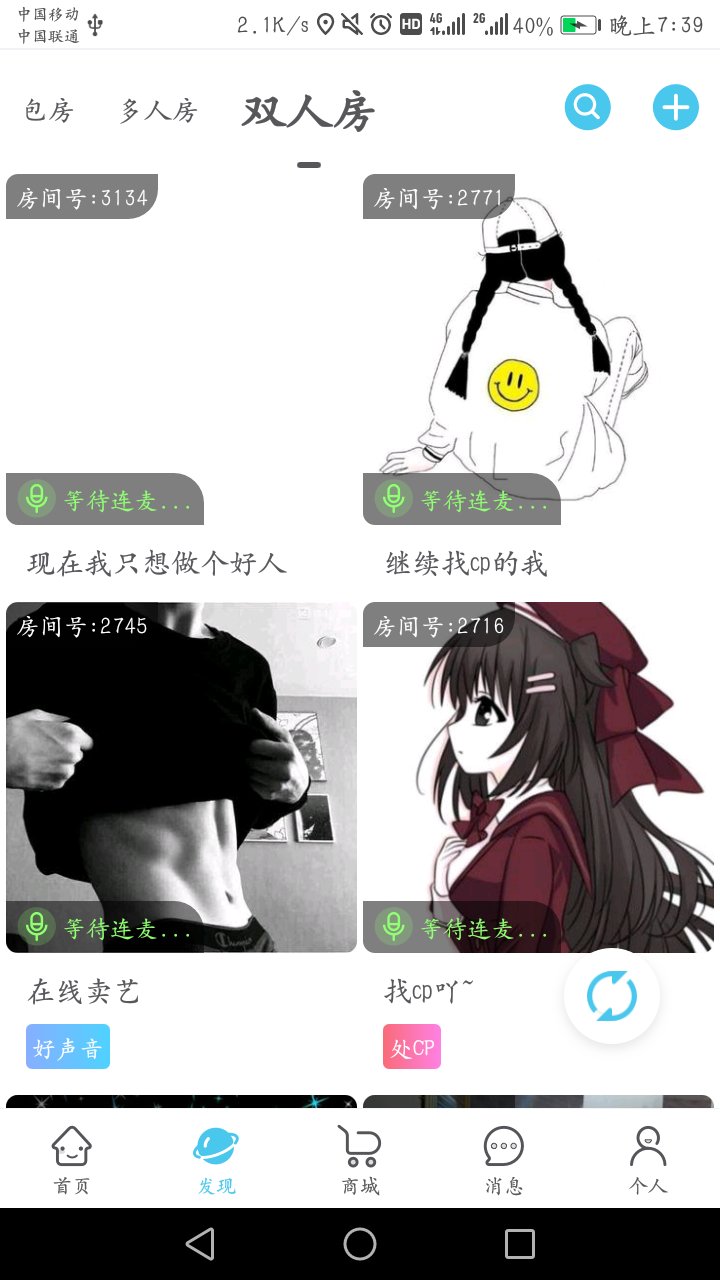 中国移动
中国联通
2.1K/s HD 4G 2G 40% 晚上7:39
包房 多人房 双人房
房间号:3134
房间号:2771
等待连麦...
等待连麦...
现在我只想做个好人
继续找cp的我
房间号:2745
房间号:2716
等待连麦...
等待连麦...
在线卖艺
找cp吖~
好声音
处CP
首页 发现 商城 消息 个人